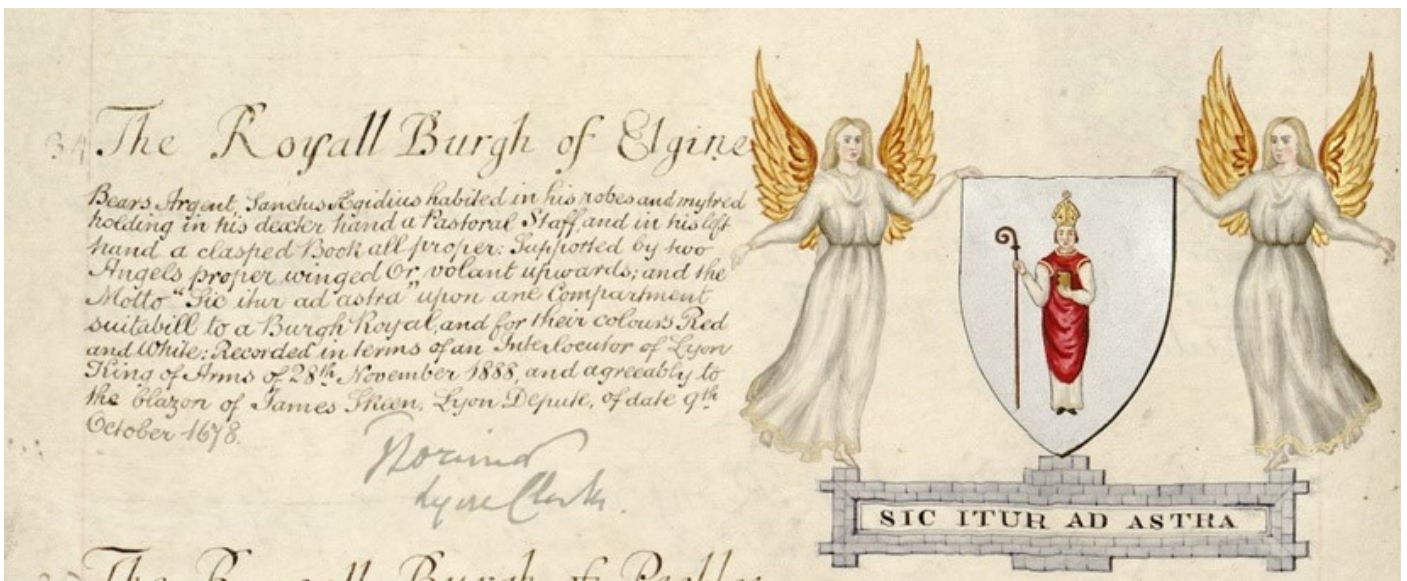 34 The Royall Burgh of Elgine
Bears Argent, Sanctus Ægidius habited in his robes and mytred
holding in his dexter hand a Pastoral Staff, and in his left
hand a clasped Book all proper: Supported by two
Angels proper winged Or, volant upwards; and the
Motto "Sic itur ad astra" upon ane Compartment
suitabill to a Burgh Royal, and for their colours Red
and White: Recorded in terms of an Interlocutor of Lyon
King of Arms of 28th November 1888, and agreeably to
the blazon of James Skeen, Lyon Depute, of date 9th
October 1678.
Lyon Clerk.
SIC ITUR AD ASTRA
The Royall Burgh of